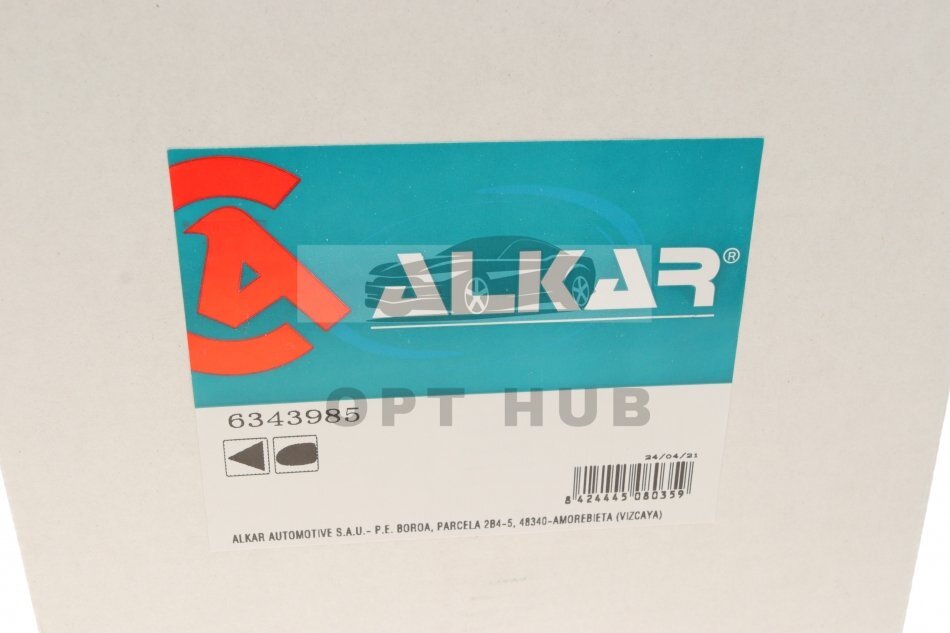 ALKAR®
OPT HUB
6343985
24/04/21
8 424445 080359
ALKAR AUTOMOTIVE S.A.U.- P.E. BOROA, PARCELA 2B4-5, 48340-AMOREBIETA (VIZCAYA)